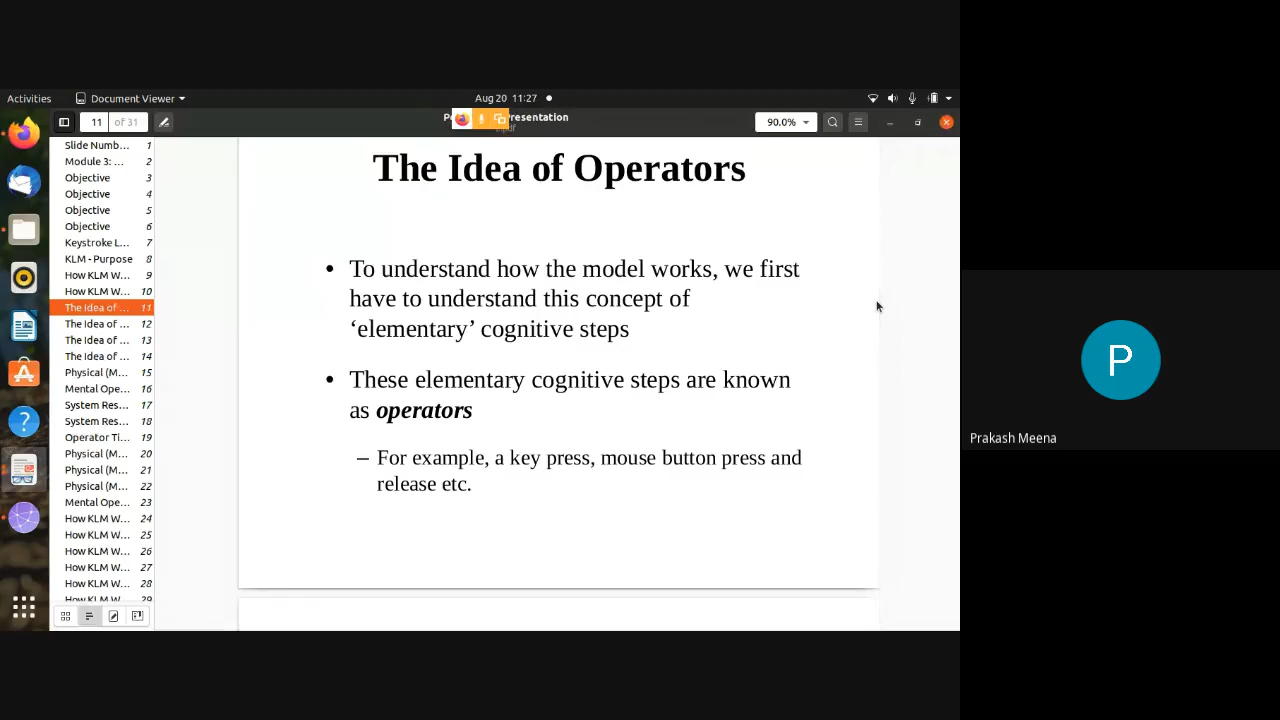 Activities
Document Viewer
Aug 20 11:27
11
of 31
90.0%
Slide Numb... 1
Module 3: ... 2
Objective 3
Objective 4
Objective 5
Objective 6
Keystroke L... 7
KLM - Purpose 8
How KLM W... 9
How KLM W... 10
The Idea of ... 11
The Idea of ... 12
The Idea of ... 13
The Idea of ... 14
Physical (M... 15
Mental Ope... 16
System Res... 17
System Res... 18
Operator Ti... 19
Physical (M... 20
Physical (M... 21
Physical (M... 22
Mental Ope... 23
How KLM W... 24
How KLM W... 25
How KLM W... 26
How KLM W... 27
How KLM W... 28
How KLM W... 29
The Idea of Operators
• To understand how the model works, we first
have to understand this concept of
‘elementary’ cognitive steps
• These elementary cognitive steps are known
as operators
– For example, a key press, mouse button press and
release etc.
P
Prakash Meena